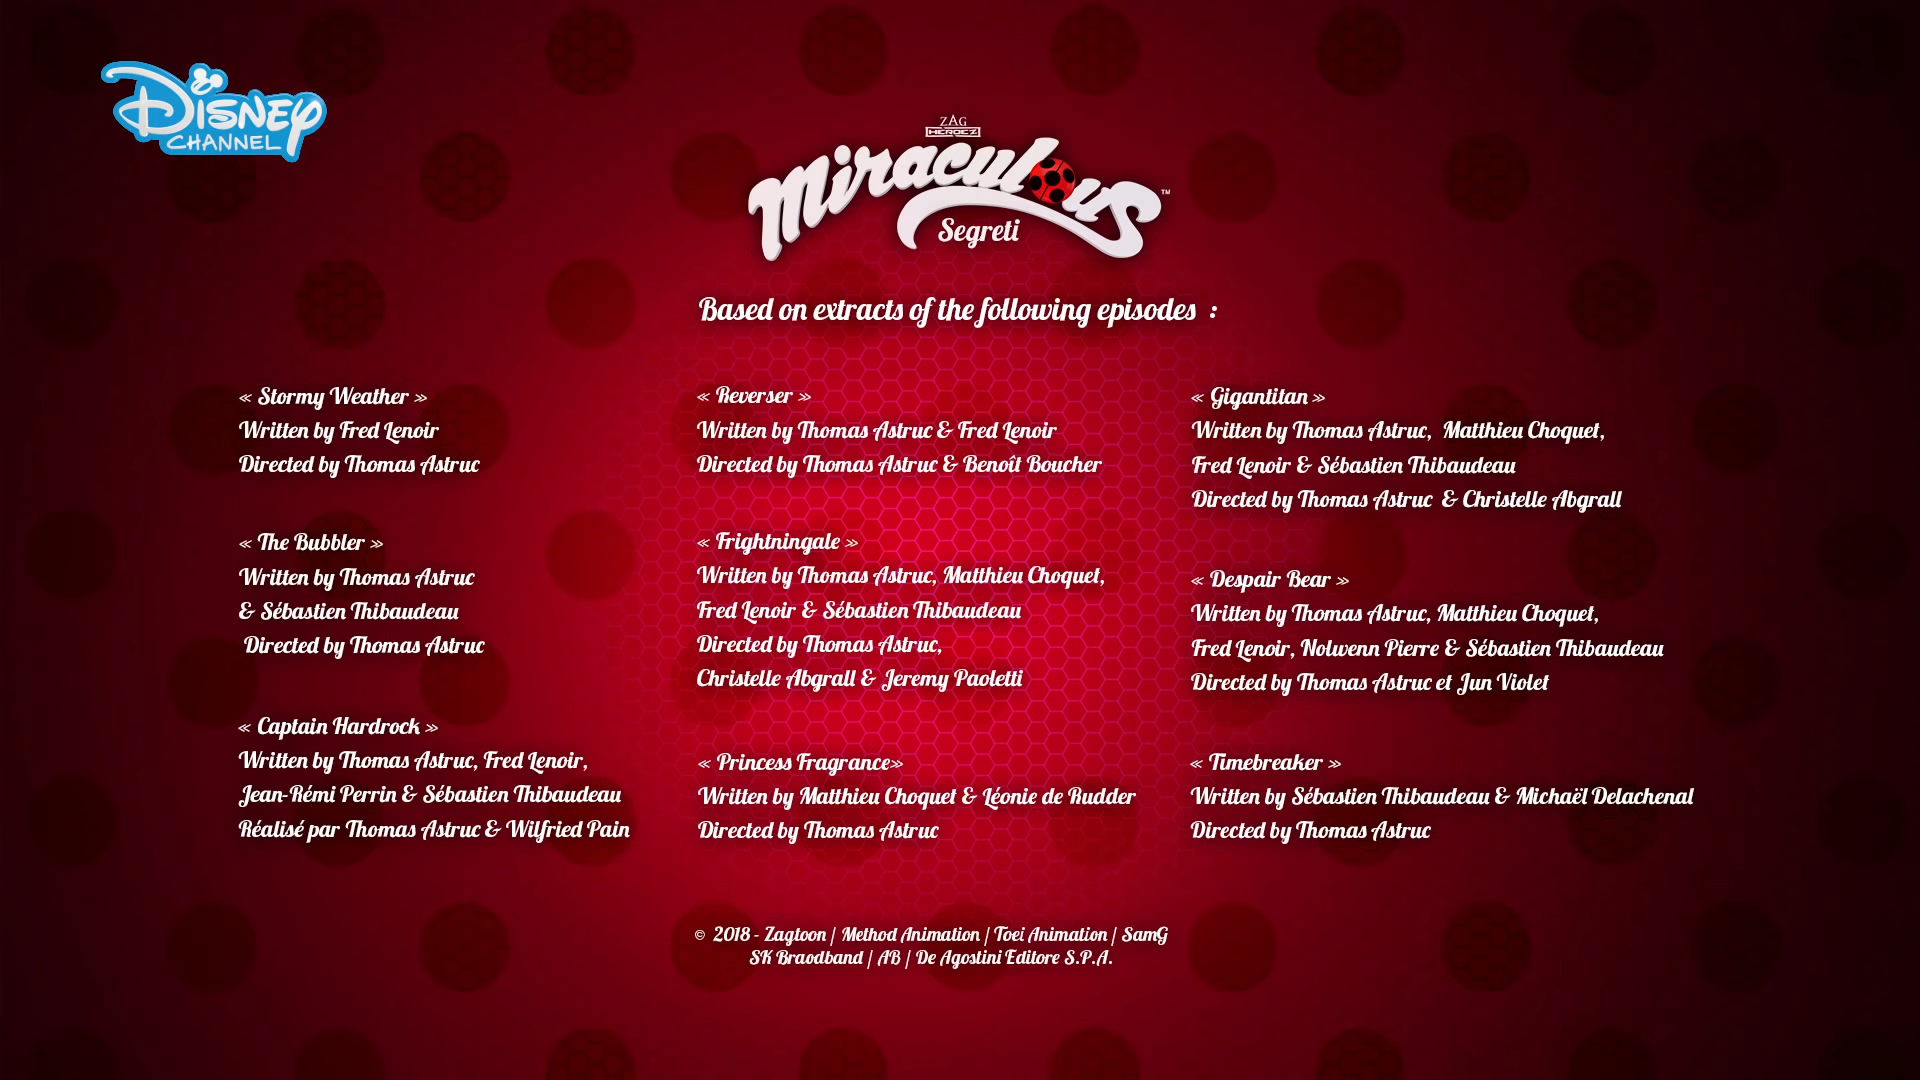 Disney
CHANNEL
ZAG
HEROEZ
Miraculous™
Segreti
Based on extracts of the following episodes :
« Stormy Weather »
Written by Fred Lenoir
Directed by Thomas Astruc
« The Bubbler »
Written by Thomas Astruc
& Sébastien Thibaudeau
Directed by Thomas Astruc
« Captain Hardrock »
Written by Thomas Astruc, Fred Lenoir,
Jean-Rémi Perrin & Sébastien Thibaudeau
Réalisé par Thomas Astruc & Wilfried Pain
« Reverser »
Written by Thomas Astruc & Fred Lenoir
Directed by Thomas Astruc & Benoît Boucher
« Frightningale »
Written by Thomas Astruc, Matthieu Choquet,
Fred Lenoir & Sébastien Thibaudeau
Directed by Thomas Astruc,
Christelle Abgrall & Jeremy Paoletti
« Princess Fragrance»
Written by Matthieu Choquet & Léonie de Rudder
Directed by Thomas Astruc
« Gigantitan »
Written by Thomas Astruc, Matthieu Choquet,
Fred Lenoir & Sébastien Thibaudeau
Directed by Thomas Astruc & Christelle Abgrall
« Despair Bear »
Written by Thomas Astruc, Matthieu Choquet,
Fred Lenoir, Nolwenn Pierre & Sébastien Thibaudeau
Directed by Thomas Astruc et Jun Violet
« Timebreaker »
Written by Sébastien Thibaudeau & Michaël Delachenal
Directed by Thomas Astruc
© 2018 - Zagtoon / Method Animation / Toei Animation / SamG
SK Braodband / AB / De Agostini Editore S.P.A.